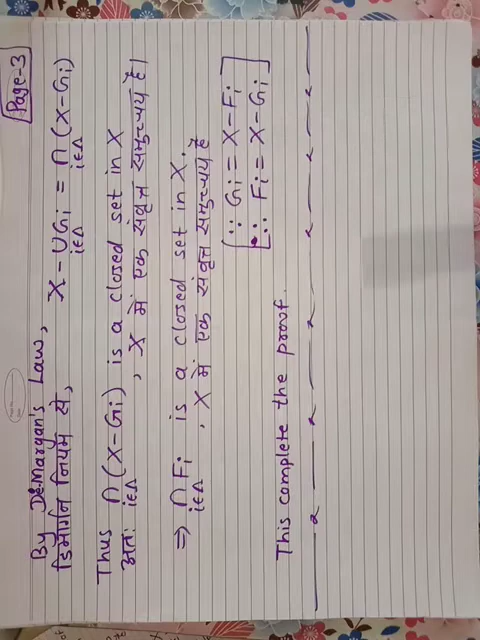 Page-3
By De-Margan's Law,
डिमार्गन नियम से, X - ∪Gi = ∩(X-Gi)
i∈Δ i∈Δ
Thus ∩(X-Gi) is a closed set in X
अतः i∈Δ , X में एक संवृत्त समुच्चय है।
⇒ ∩Fi is a closed set in X.
i∈Δ , X में एक संवृत्त समुच्चय है
[∵ Gi = X-Fi
∴ Fi = X-Gi]
This complete the proof.